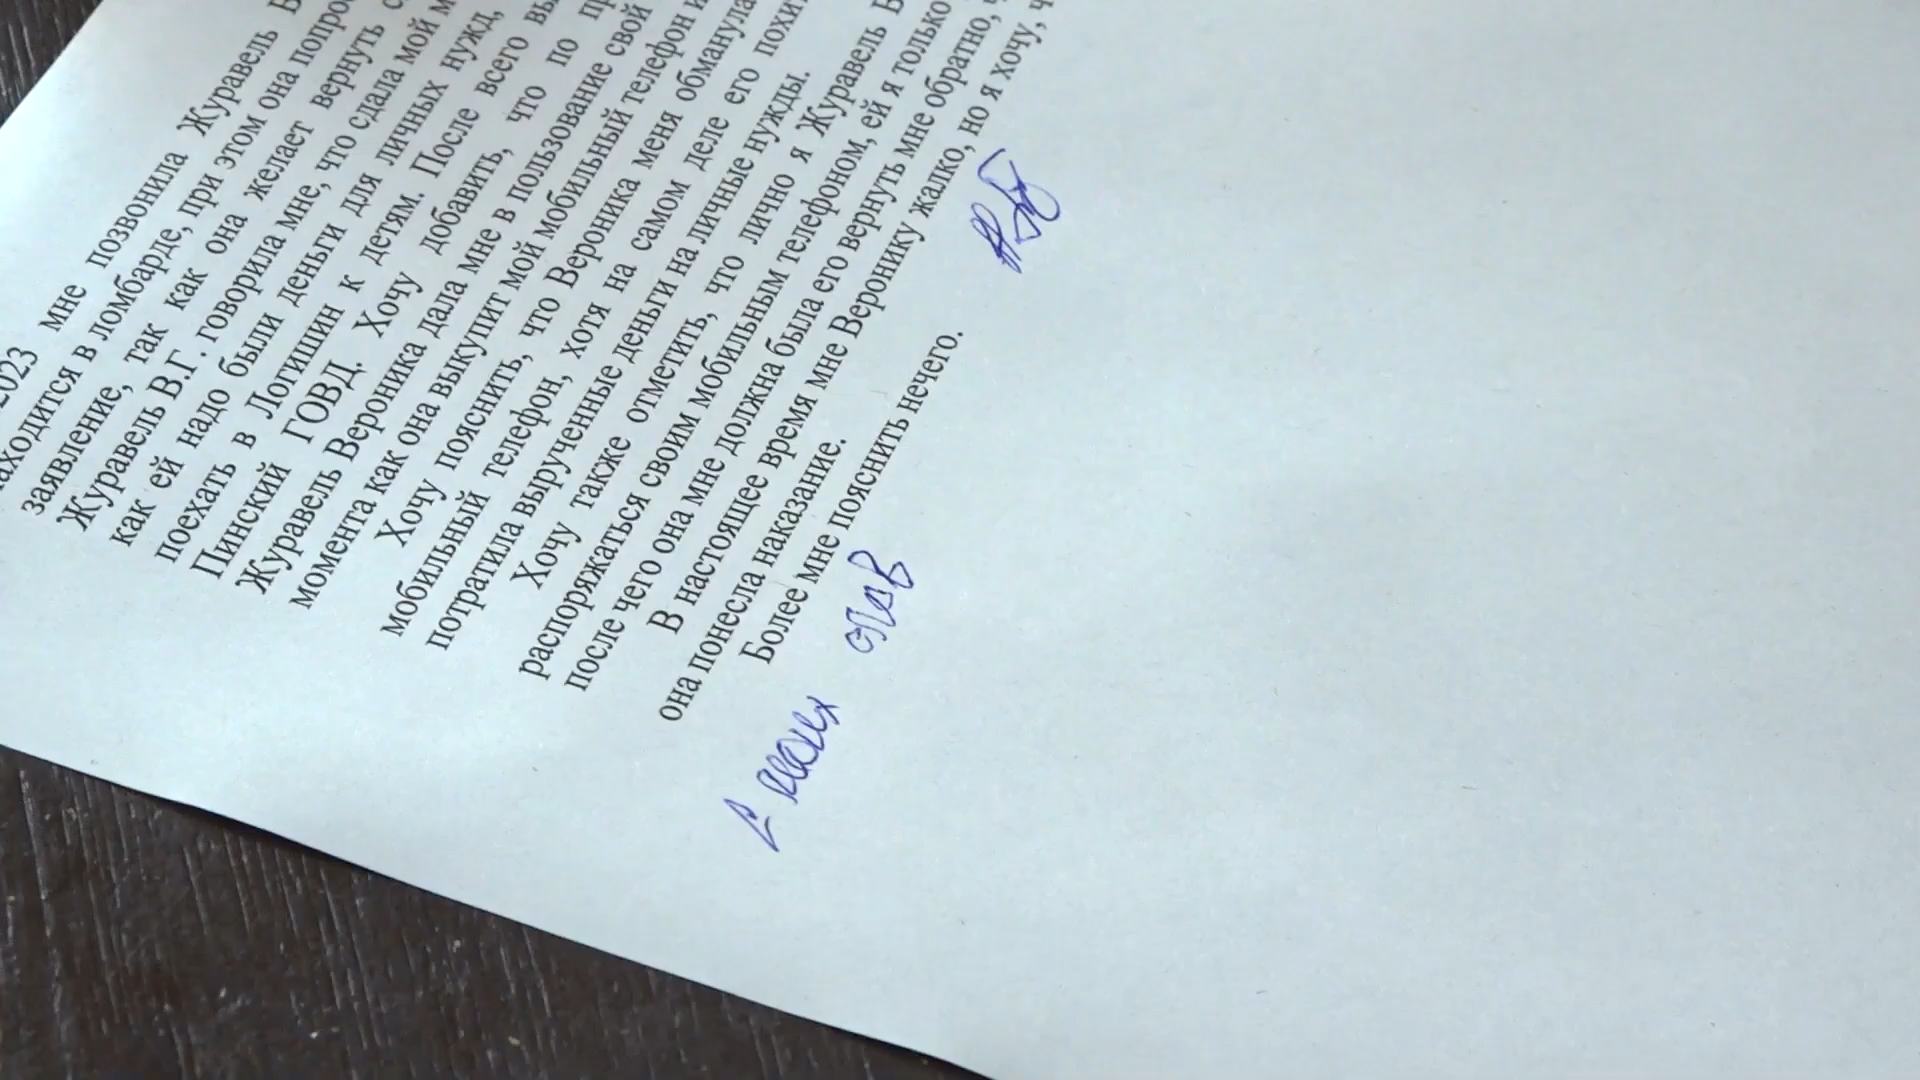 2023 мне позвонила Журавель В
находится в ломбарде, при этом она попро
заявление, так как она желает вернуть с
Журавель В.Г. говорила мне, что сдала мой м
как ей надо были деньги для личных нужд,
поехать в Логишин к детям. После всего вы
Пинский ГОВД. Хочу добавить, что по пр
Журавель Вероника дала мне в пользование свой
момента как она выкупит мой мобильный телефон и
Хочу пояснить, что Вероника меня обманула
мобильный телефон, хотя на самом деле его похи
потратила вырученные деньги на личные нужды.
Хочу также отметить, что лично я Журавель В
распоряжаться своим мобильным телефоном, ей я только
после чего она мне должна была его вернуть мне обратно, ч
В настоящее время мне Веронику жалко, но я хочу, ч
она понесла наказание.
Более мне пояснить нечего.
С моих слов